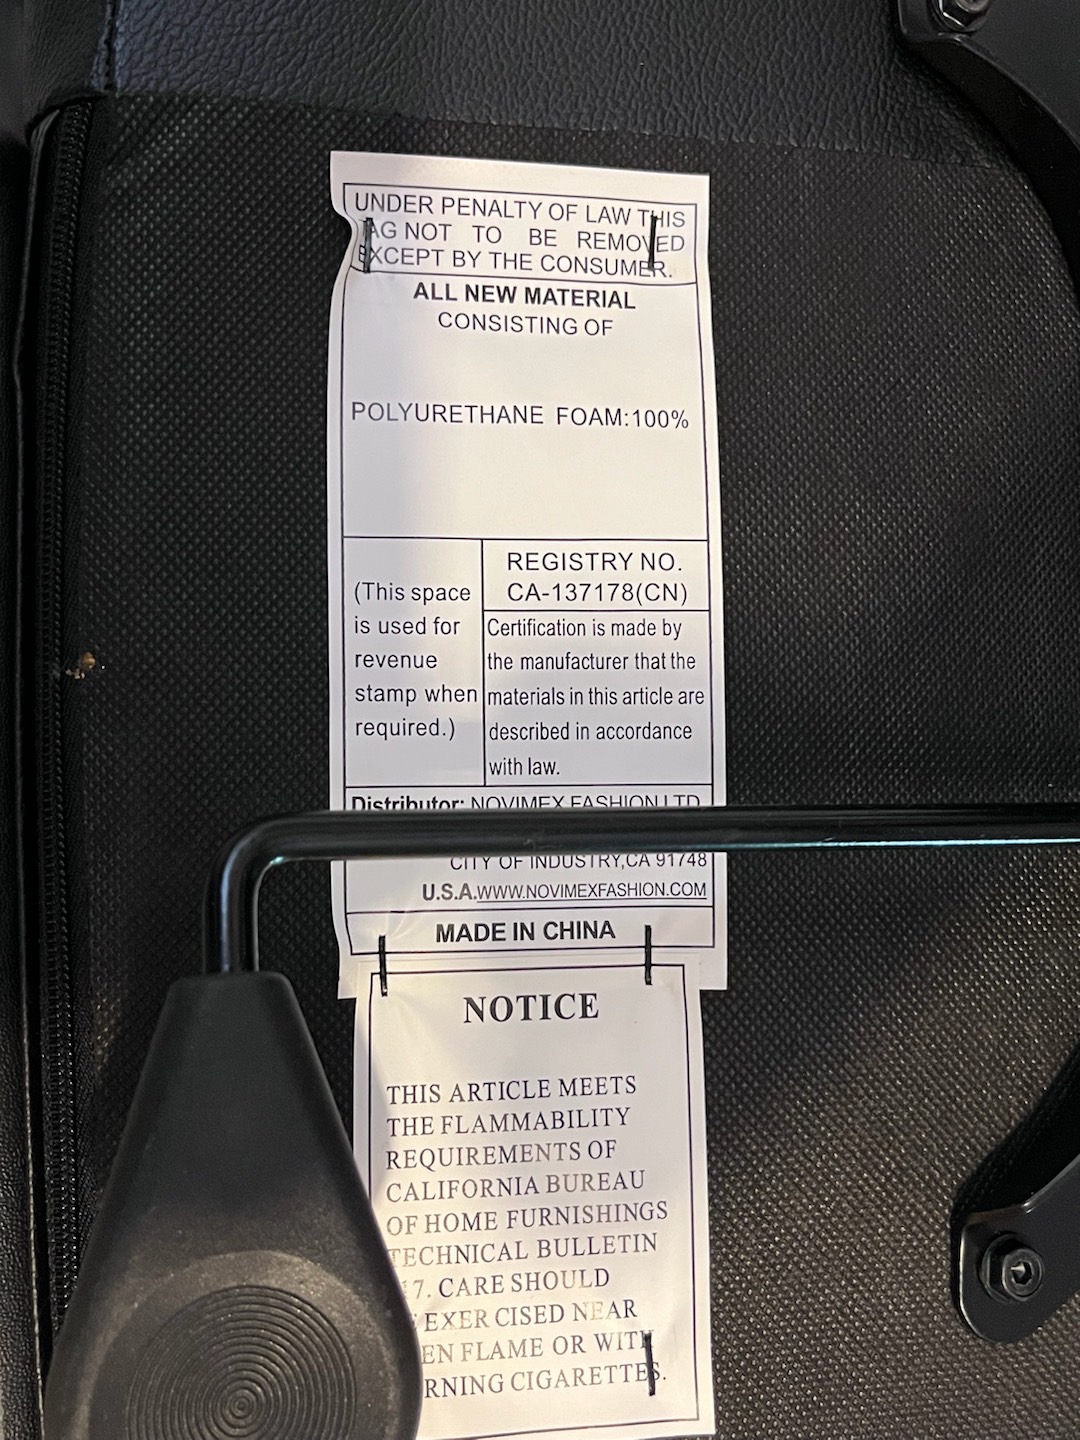 UNDER PENALTY OF LAW THIS
AG NOT TO BE REMOVED
EXCEPT BY THE CONSUMER.
ALL NEW MATERIAL
CONSISTING OF
POLYURETHANE FOAM:100%
(This space
is used for
revenue
stamp when
required.)
REGISTRY NO.
CA-137178(CN)
Certification is made by
the manufacturer that the
materials in this article are
described in accordance
with law.
Distributor: NOVIMEX FASHION LTD
CITY OF INDUSTRY,CA 91748
U.S.A.WWW.NOVIMEXFASHION.COM
MADE IN CHINA
NOTICE
THIS ARTICLE MEETS
THE FLAMMABILITY
REQUIREMENTS OF
CALIFORNIA BUREAU
OF HOME FURNISHINGS
TECHNICAL BULLETIN
17. CARE SHOULD
EXER CISED NEAR
EN FLAME OR WITH
RNING CIGARETTES.